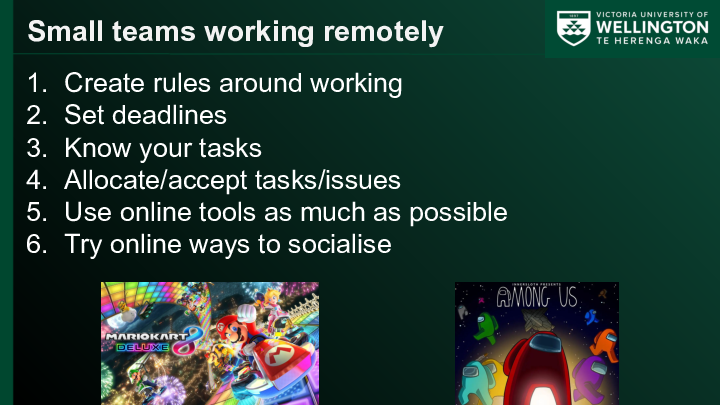 Small teams working remotely
VICTORIA UNIVERSITY OF
WELLINGTON
TE HERENGA WAKA
1. Create rules around working
2. Set deadlines
3. Know your tasks
4. Allocate/accept tasks/issues
5. Use online tools as much as possible
6. Try online ways to socialise
MARIOKART 8
DELUXE
INNERSLOTH PRESENTS
AMONG US